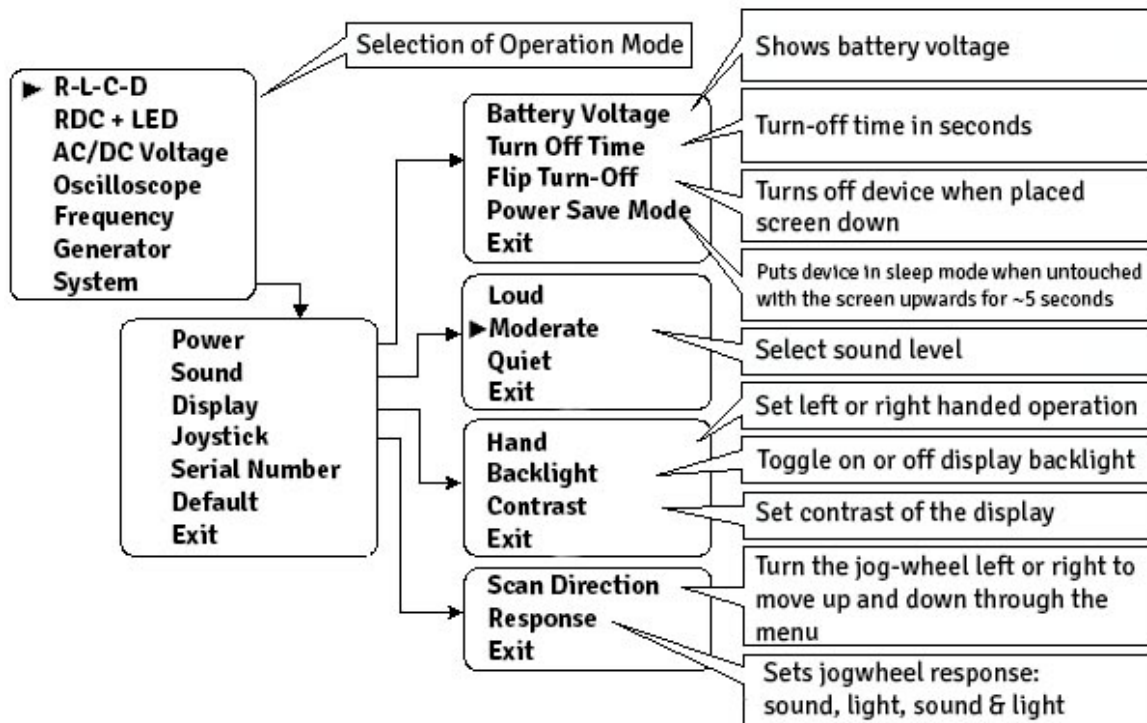 Selection of Operation Mode
R-L-C-D
RDC + LED
AC/DC Voltage
Oscilloscope
Frequency
Generator
System
Power
Sound
Display
Joystick
Serial Number
Default
Exit
Battery Voltage
Turn Off Time
Flip Turn-Off
Power Save Mode
Exit
Loud
Moderate
Quiet
Exit
Hand
Backlight
Contrast
Exit
Scan Direction
Response
Exit
Shows battery voltage
Turn-off time in seconds
Turns off device when placed
screen down
Puts device in sleep mode when untouched
with the screen upwards for ~5 seconds
Select sound level
Set left or right handed operation
Toggle on or off display backlight
Set contrast of the display
Turn the jog-wheel left or right to
move up and down through the
menu
Sets jogwheel response:
sound, light, sound & light